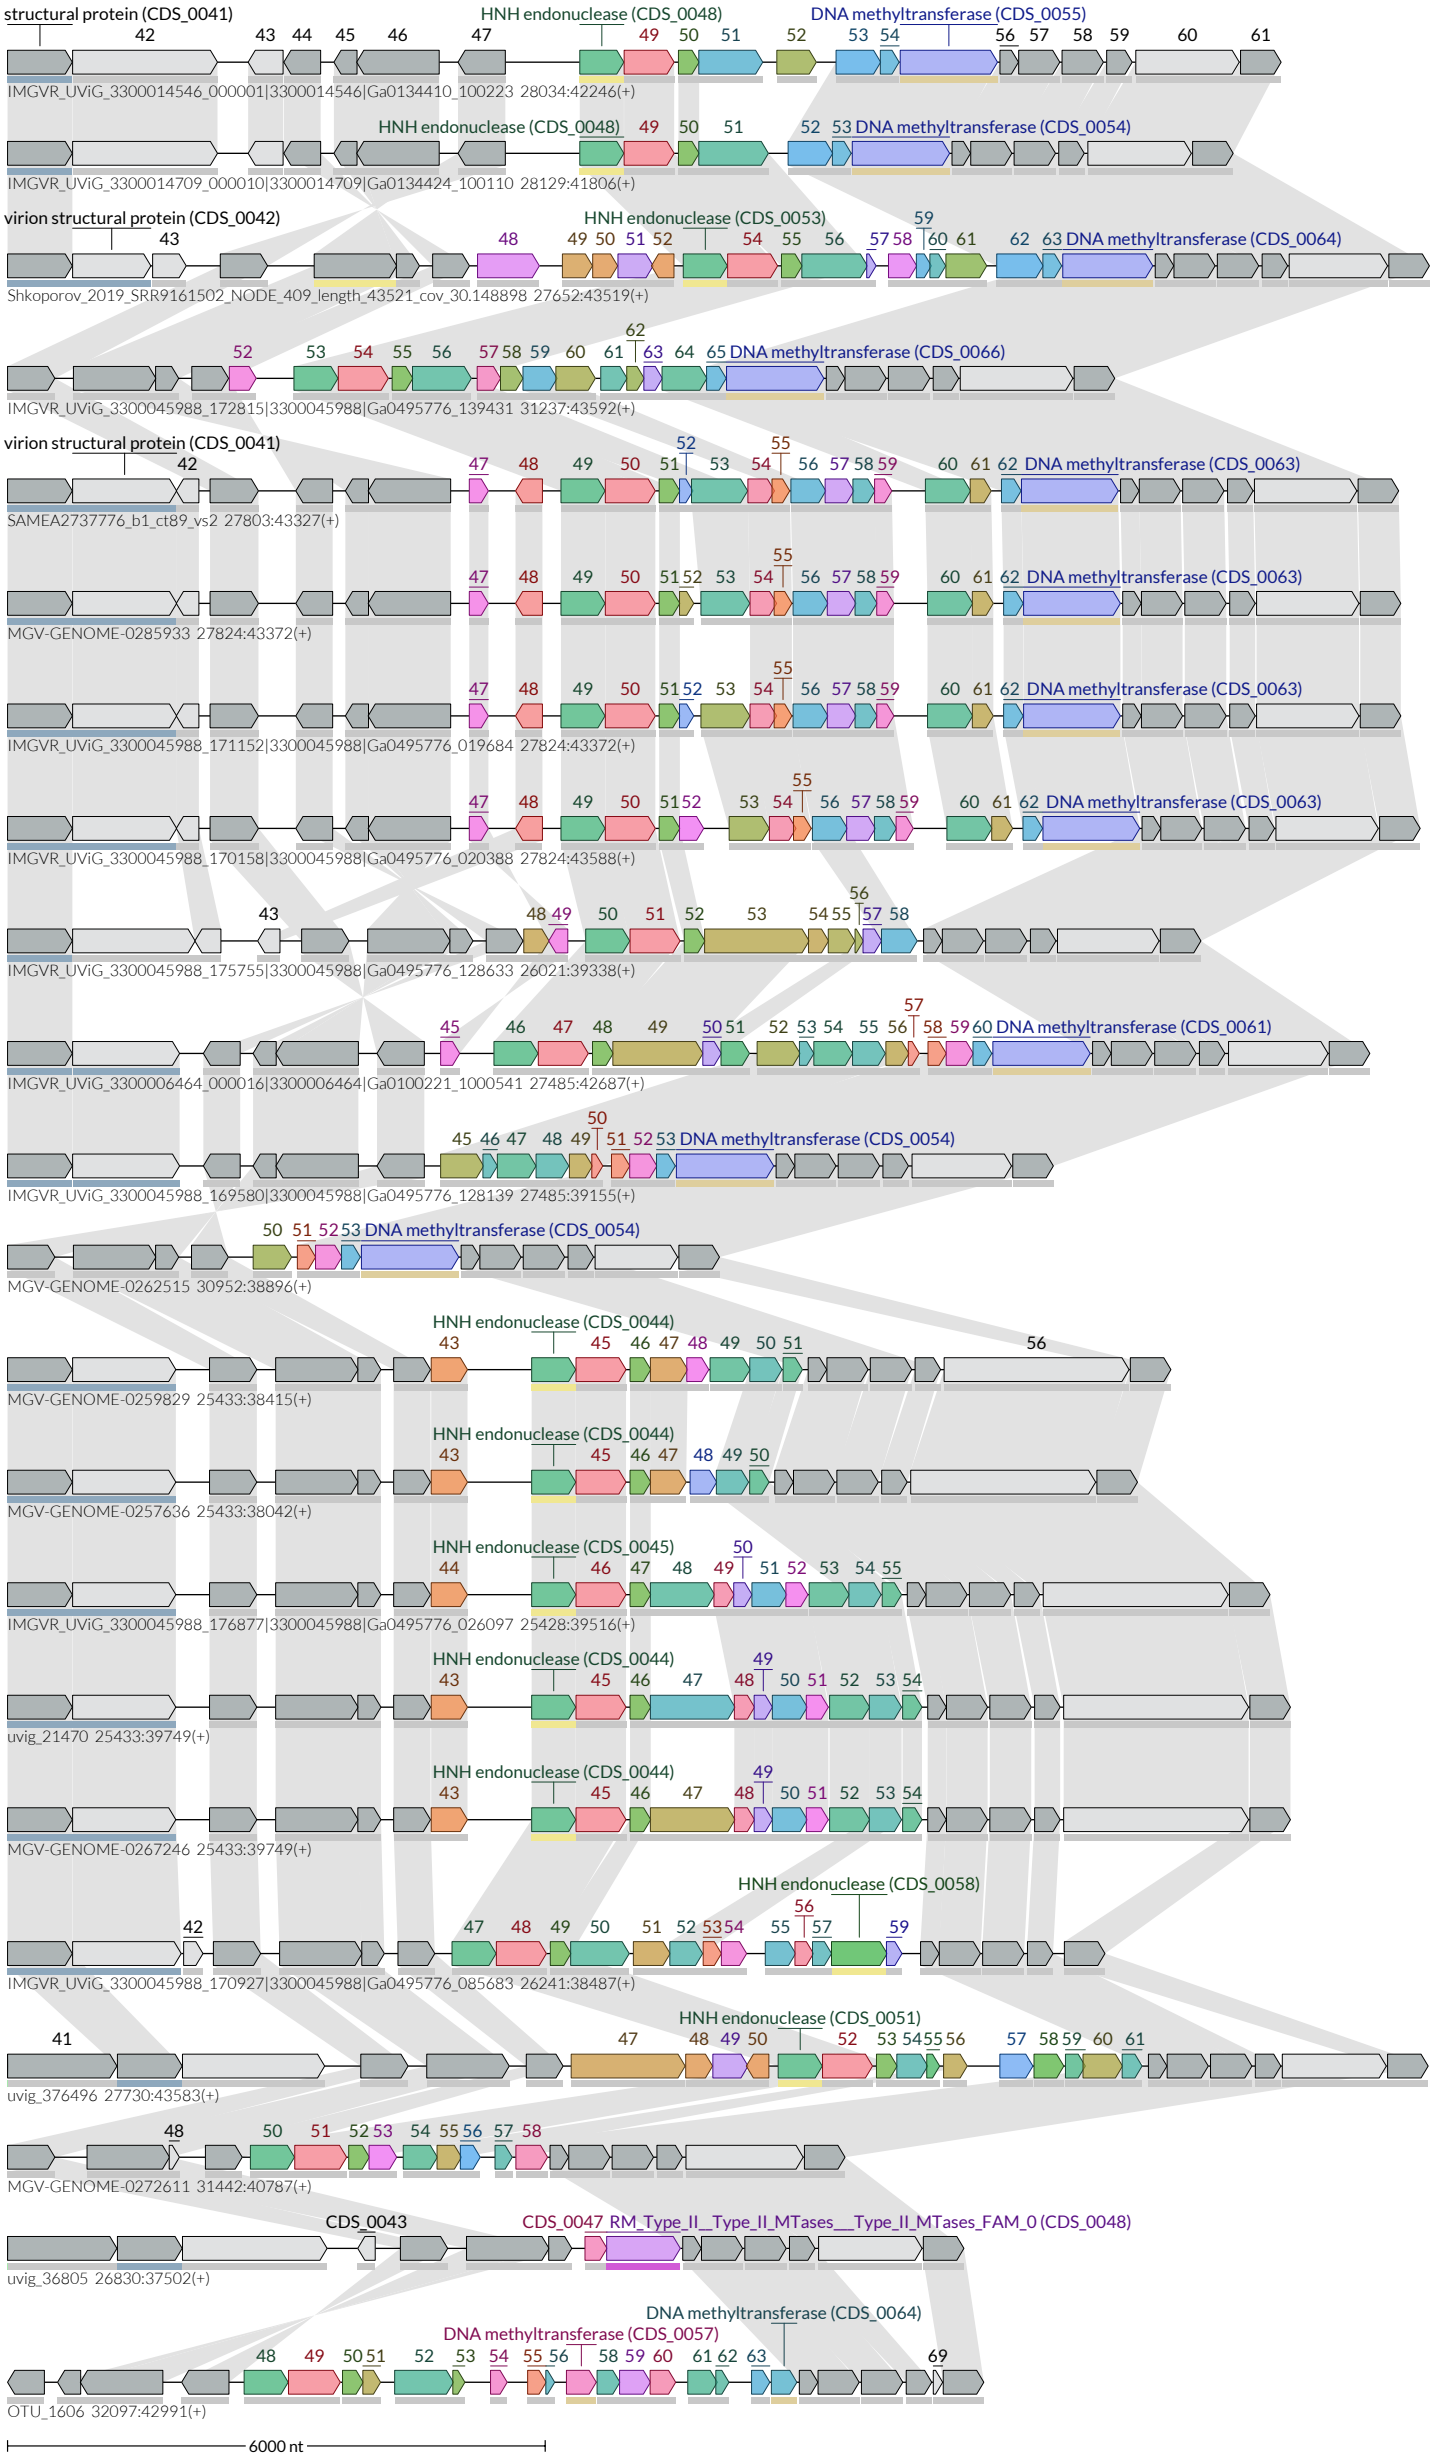 structural protein (CDS_0041) HNH endonuclease (CDS_0048) DNA methyltransferase (CDS_0055)
42 43 44 45 46 47 49 50 51 52 53 54 56 57 58 59 60 61
IMGVR_UViG_3300014546_000001|3300014546|Ga0134410_100223 28034:42246(+)
HNH endonuclease (CDS_0048) 49 50 51 52 53 DNA methyltransferase (CDS_0054)
IMGVR_UViG_3300014709_000010|3300014709|Ga0134424_100110 28129:41806(+)
virion structural protein (CDS_0042) HNH endonuclease (CDS_0053) 59
43 48 49 50 51 52 54 55 56 57 58 60 61 62 63 DNA methyltransferase (CDS_0064)
Shkoporov_2019_SRR9161502_NODE_409_length_43521_cov_30.148898 27652:43519(+)
62
52 53 54 55 56 57 58 59 60 61 63 64 65 DNA methyltransferase (CDS_0066)
IMGVR_UViG_3300045988_172815|3300045988|Ga0495776_139431 31237:43592(+)
virion structural protein (CDS_0041) 52 55
42 47 48 49 50 51 53 54 56 57 58 59 60 61 62 DNA methyltransferase (CDS_0063)
SAMEA2737776_b1_ct89_vs2 27803:43327(+)
55
47 48 49 50 51 52 53 54 56 57 58 59 60 61 62 DNA methyltransferase (CDS_0063)
MGV-GENOME-0285933 27824:43372(+)
55
47 48 49 50 51 52 53 54 56 57 58 59 60 61 62 DNA methyltransferase (CDS_0063)
IMGVR_UViG_3300045988_171152|3300045988|Ga0495776_019684 27824:43372(+)
55
47 48 49 50 51 52 53 54 56 57 58 59 60 61 62 DNA methyltransferase (CDS_0063)
IMGVR_UViG_3300045988_170158|3300045988|Ga0495776_020388 27824:43588(+)
56
43 48 49 50 51 52 53 54 55 57 58
IMGVR_UViG_3300045988_175755|3300045988|Ga0495776_128633 26021:39338(+)
57
45 46 47 48 49 50 51 52 53 54 55 56 58 59 60 DNA methyltransferase (CDS_0061)
IMGVR_UViG_3300006464_000016|3300006464|Ga0100221_1000541 27485:42687(+)
50
45 46 47 48 49 51 52 53 DNA methyltransferase (CDS_0054)
IMGVR_UViG_3300045988_169580|3300045988|Ga0495776_128139 27485:39155(+)
50 51 52 53 DNA methyltransferase (CDS_0054)
MGV-GENOME-0262515 30952:38896(+)
HNH endonuclease (CDS_0044)
43 45 46 47 48 49 50 51 56
MGV-GENOME-0259829 25433:38415(+)
HNH endonuclease (CDS_0044)
43 45 46 47 48 49 50
MGV-GENOME-0257636 25433:38042(+)
HNH endonuclease (CDS_0045) 50
44 46 47 48 49 51 52 53 54 55
IMGVR_UViG_3300045988_176877|3300045988|Ga0495776_026097 25428:39516(+)
HNH endonuclease (CDS_0044) 49
43 45 46 47 48 50 51 52 53 54
uvig_21470 25433:39749(+)
HNH endonuclease (CDS_0044) 49
43 45 46 47 48 50 51 52 53 54
MGV-GENOME-0267246 25433:39749(+)
HNH endonuclease (CDS_0058)
56
42 47 48 49 50 51 52 53 54 55 57 59
IMGVR_UViG_3300045988_170927|3300045988|Ga0495776_085683 26241:38487(+)
HNH endonuclease (CDS_0051)
41 47 48 49 50 52 53 54 55 56 57 58 59 60 61
uvig_376496 27730:43583(+)
48 50 51 52 53 54 55 56 57 58
MGV-GENOME-0272611 31442:40787(+)
CDS_0043 CDS_0047 RM_Type_II__Type_II_MTases___Type_II_MTases_FAM_0 (CDS_0048)
uvig_36805 26830:37502(+)
DNA methyltransferase (CDS_0064)
DNA methyltransferase (CDS_0057)
48 49 50 51 52 53 54 55 56 58 59 60 61 62 63 69
OTU_1606 32097:42991(+)
6000 nt